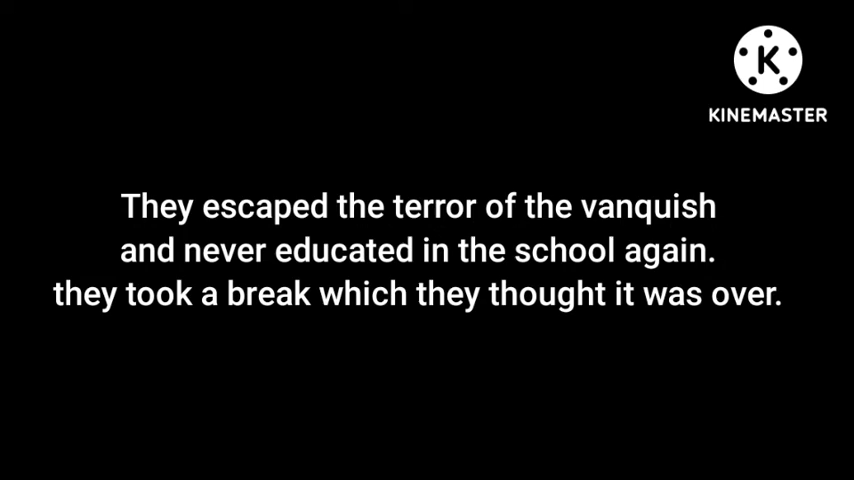 KINEMASTER
They escaped the terror of the vanquish
and never educated in the school again.
they took a break which they thought it was over.